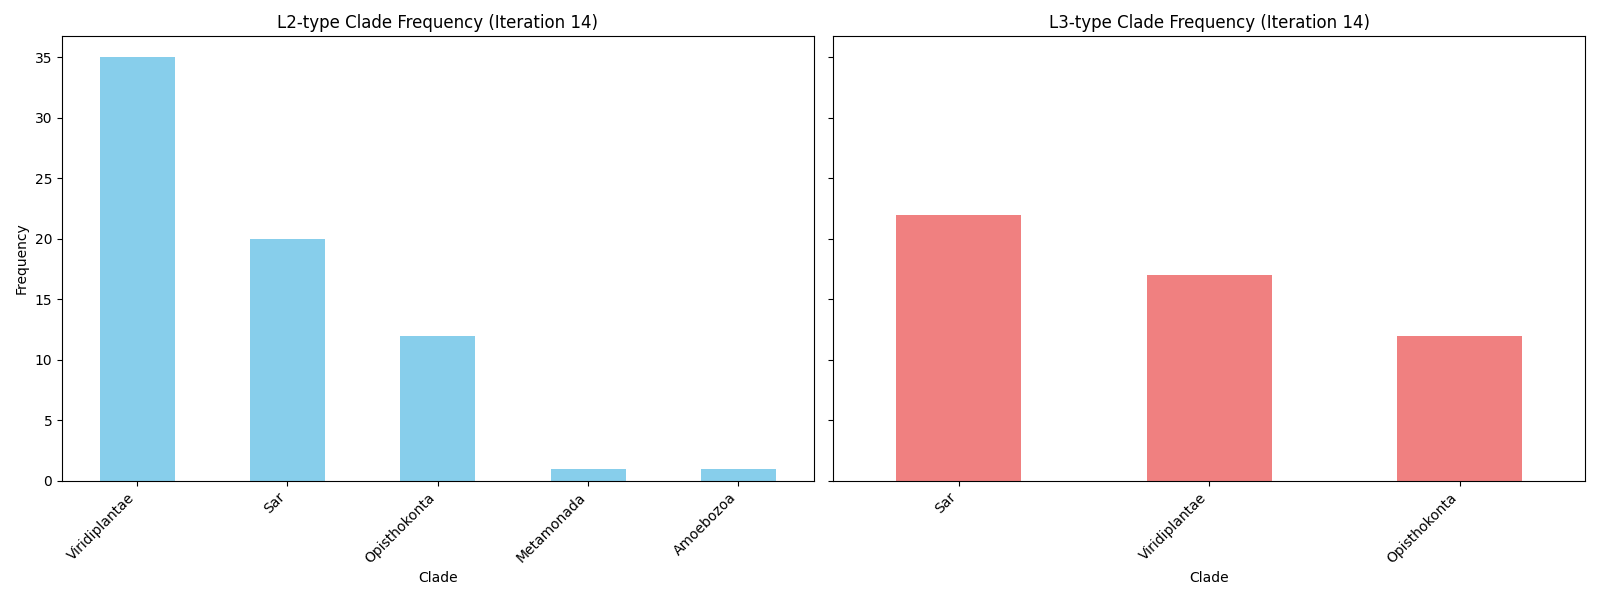 L2-type Clade Frequency (Iteration 14)
Frequency
35
30
25
20
15
10
5
0
Viridiplantae
Sar
Opisthokonta
Metamonada
Amoebozoa
Clade
L3-type Clade Frequency (Iteration 14)
Sar
Viridiplantae
Opisthokonta
Clade